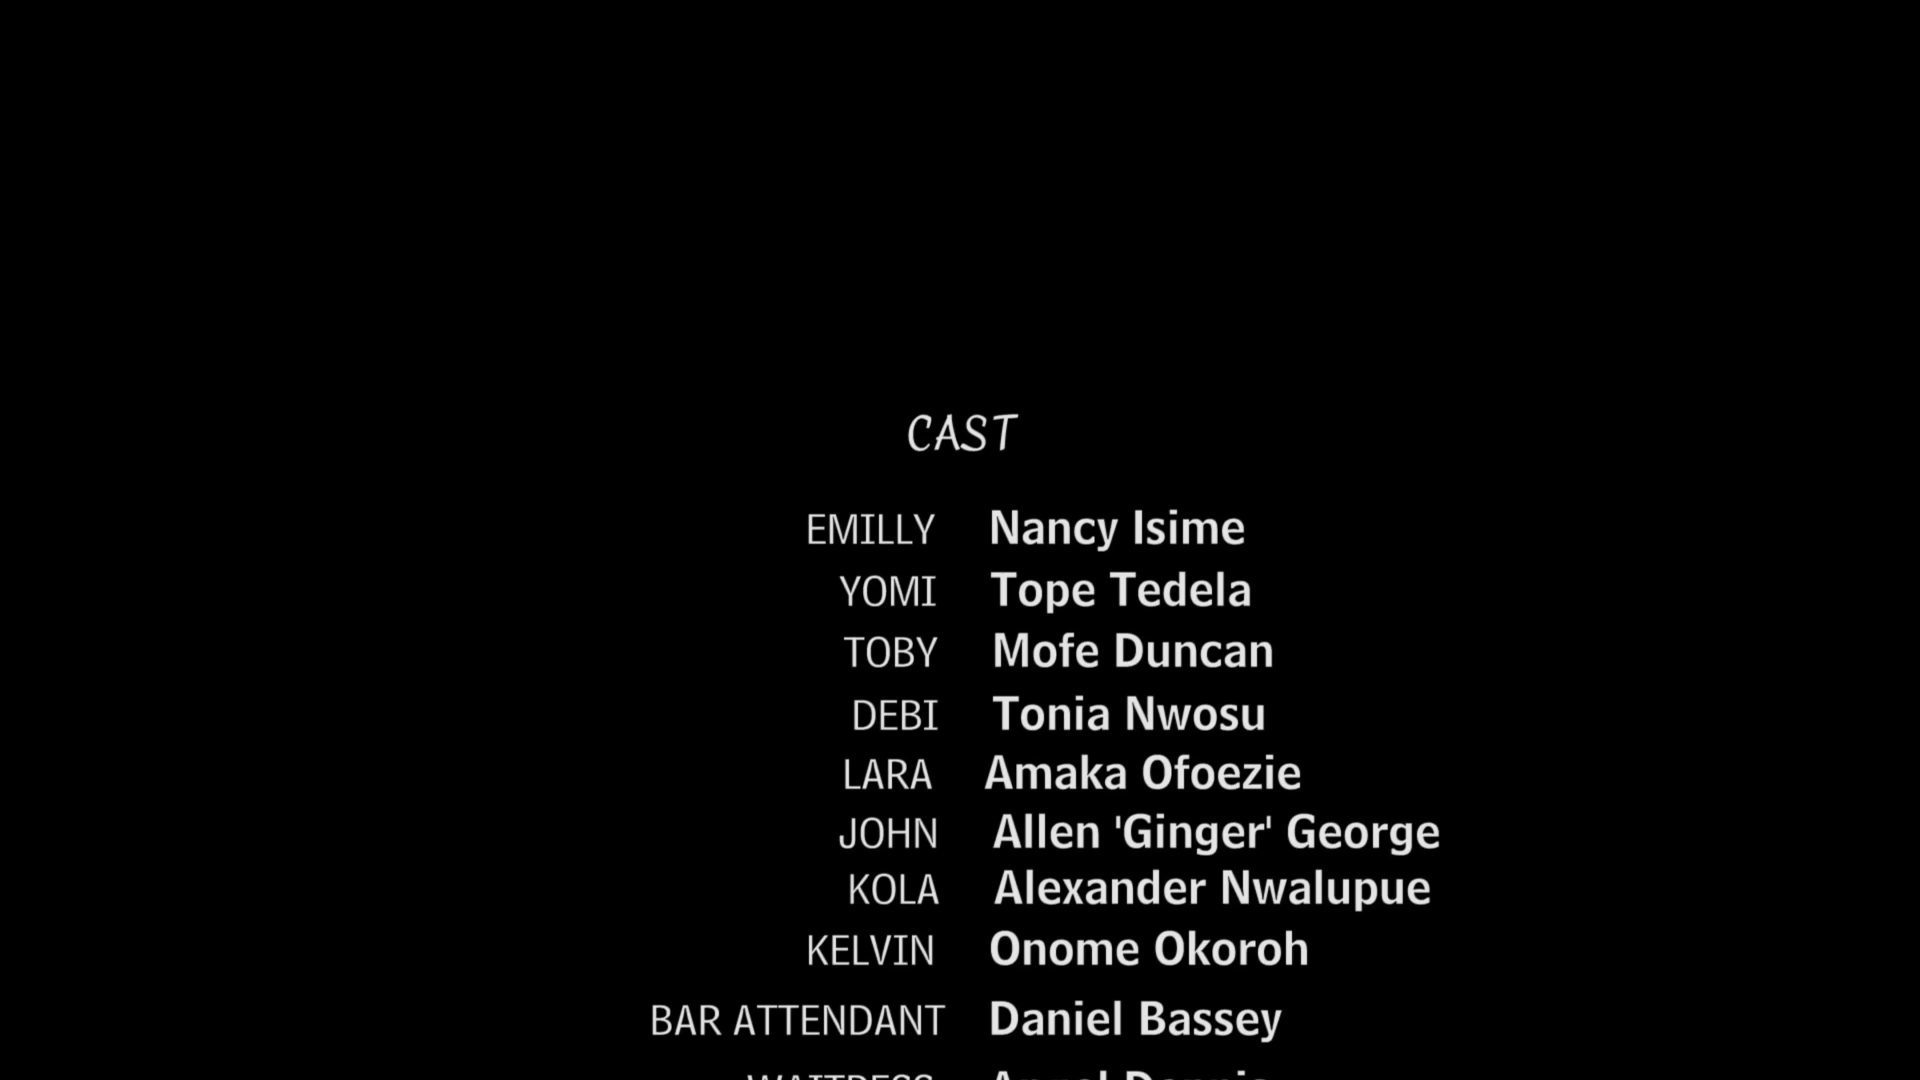 CAST
EMILLY Nancy Isime
YOMI Tope Tedela
TOBY Mofe Duncan
DEBI Tonia Nwosu
LARA Amaka Ofoezie
JOHN Allen 'Ginger' George
KOLA Alexander Nwalupue
KELVIN Onome Okoroh
BAR ATTENDANT Daniel Bassey
WAITRESS